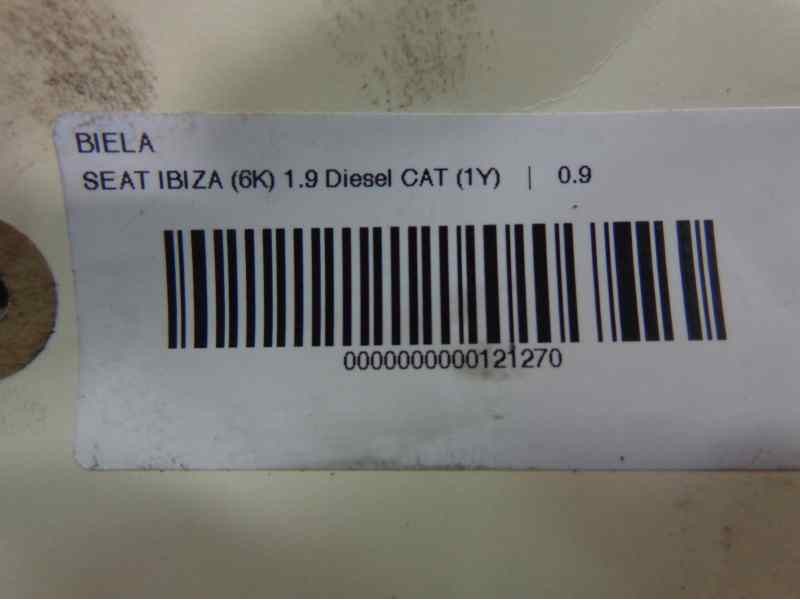 BIELA
SEAT IBIZA (6K) 1.9 Diesel CAT (1Y) | 0.9
0000000000121270